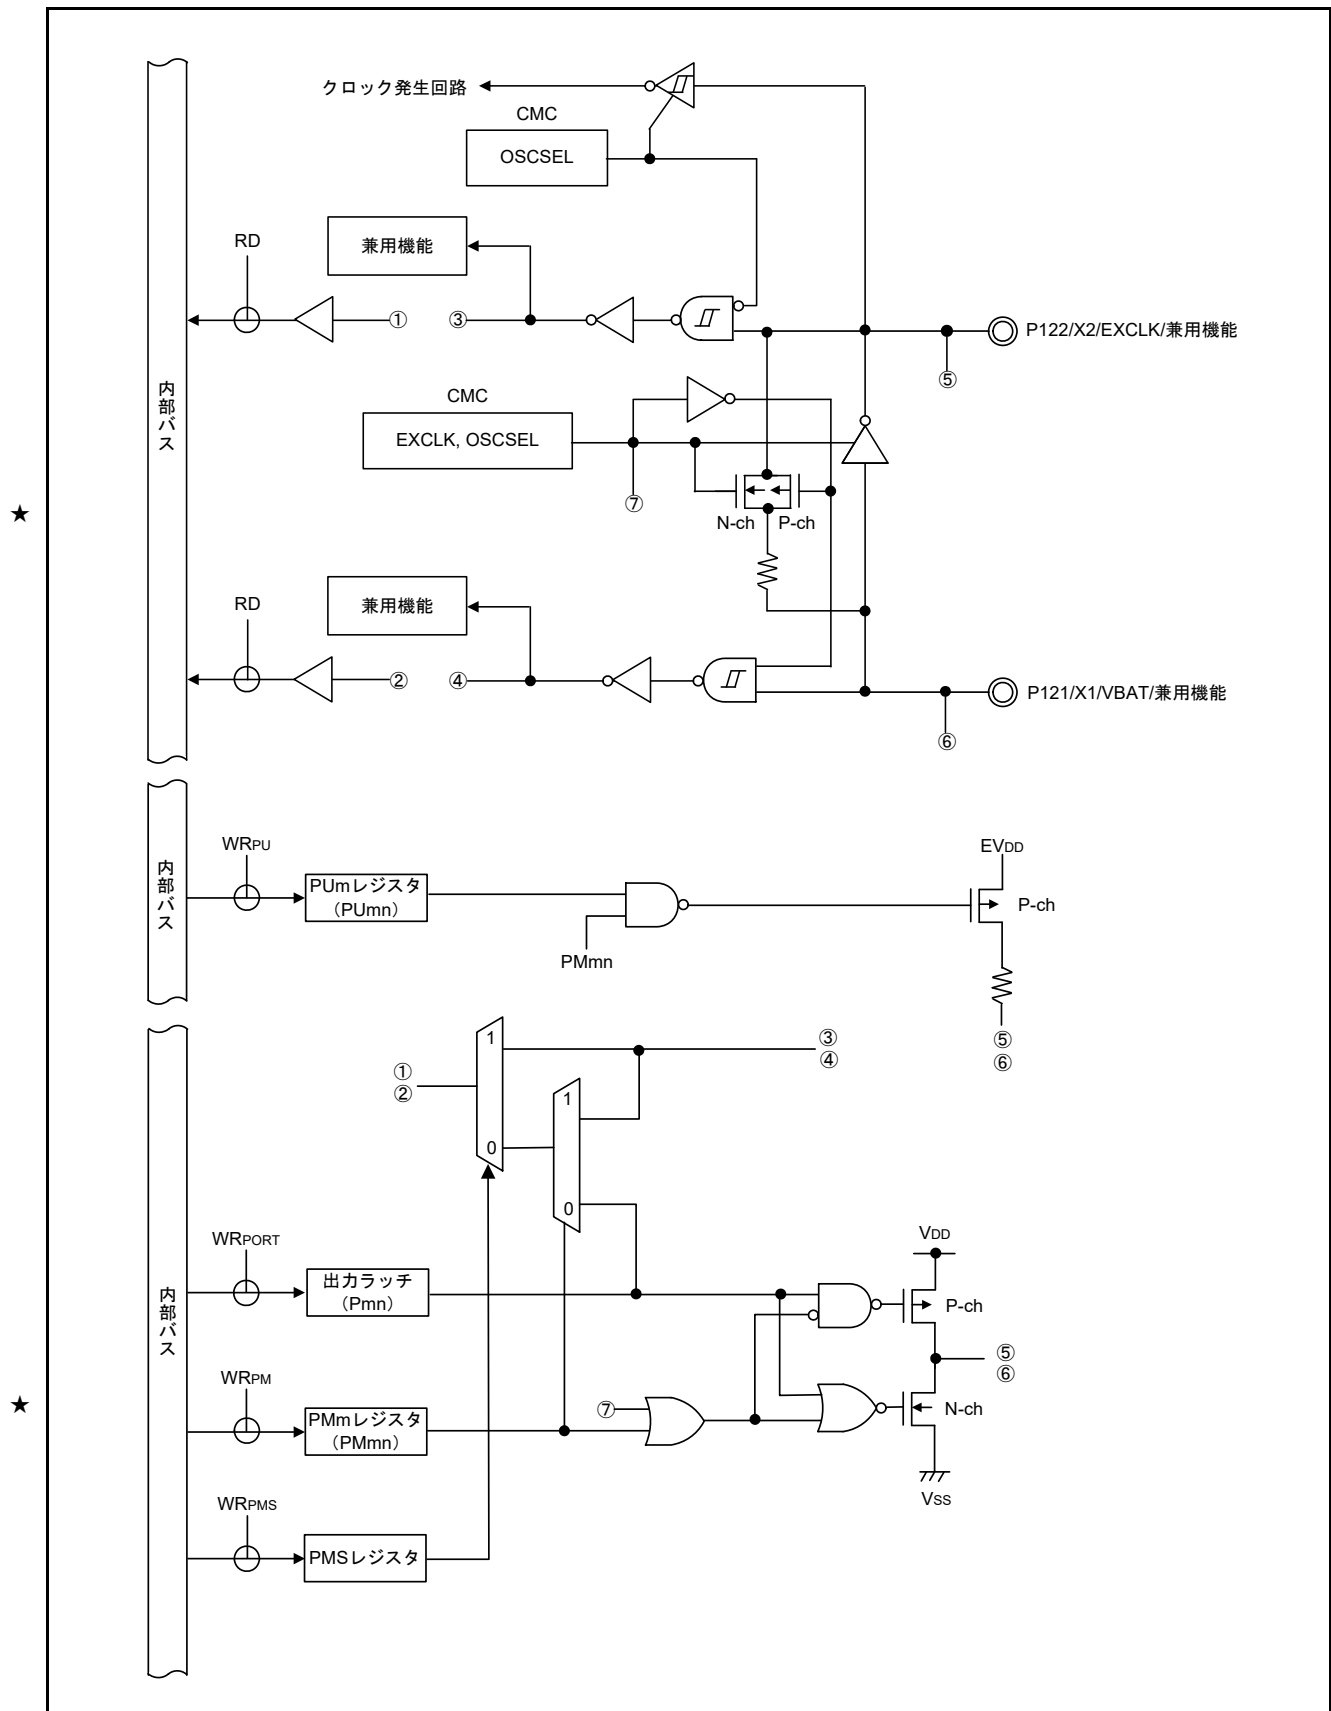 クロック発生回路
CMC
OSCSEL
RD
兼用機能
①
③
P122/X2/EXCLK/兼用機能
⑤
内部バス
CMC
EXCLK, OSCSEL
⑦
★
N-ch
P-ch
RD
兼用機能
②
④
P121/X1/VBAT/兼用機能
⑥
内部バス
WRPU
PUmレジスタ
（PUmn）
PMmn
EVDD
P-ch
⑤
⑥
1
③
④
①
②
1
0
0
内部バス
WRPORT
出力ラッチ
（Pmn）
VDD
P-ch
⑤
⑥
★
WRPM
PMmレジスタ
（PMmn）
⑦
N-ch
VSS
WRPMS
PMSレジスタ